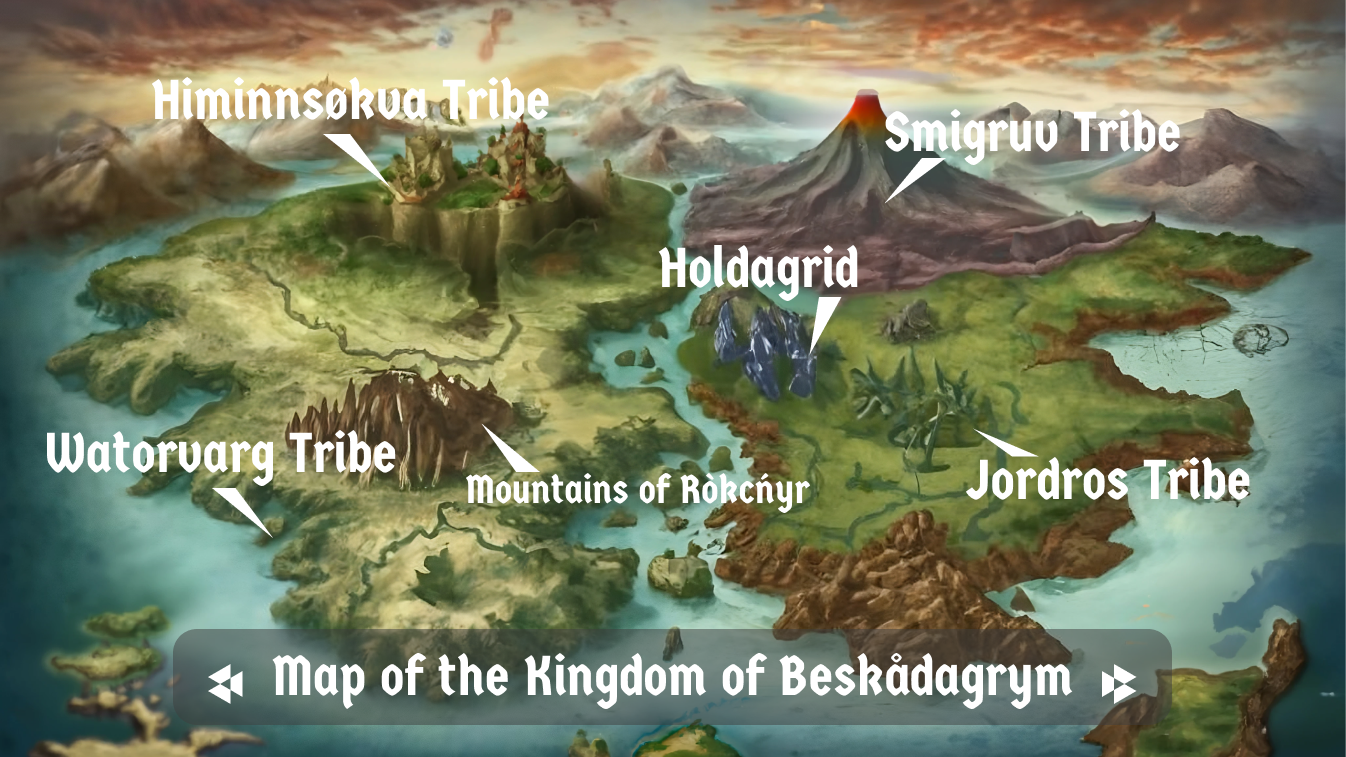 Himinnsøkva Tribe
Smigruv Tribe
Holdagrid
Watorvarg Tribe
Mountains of Ròkcńyr
Jordros Tribe
Map of the Kingdom of Beskådagrym